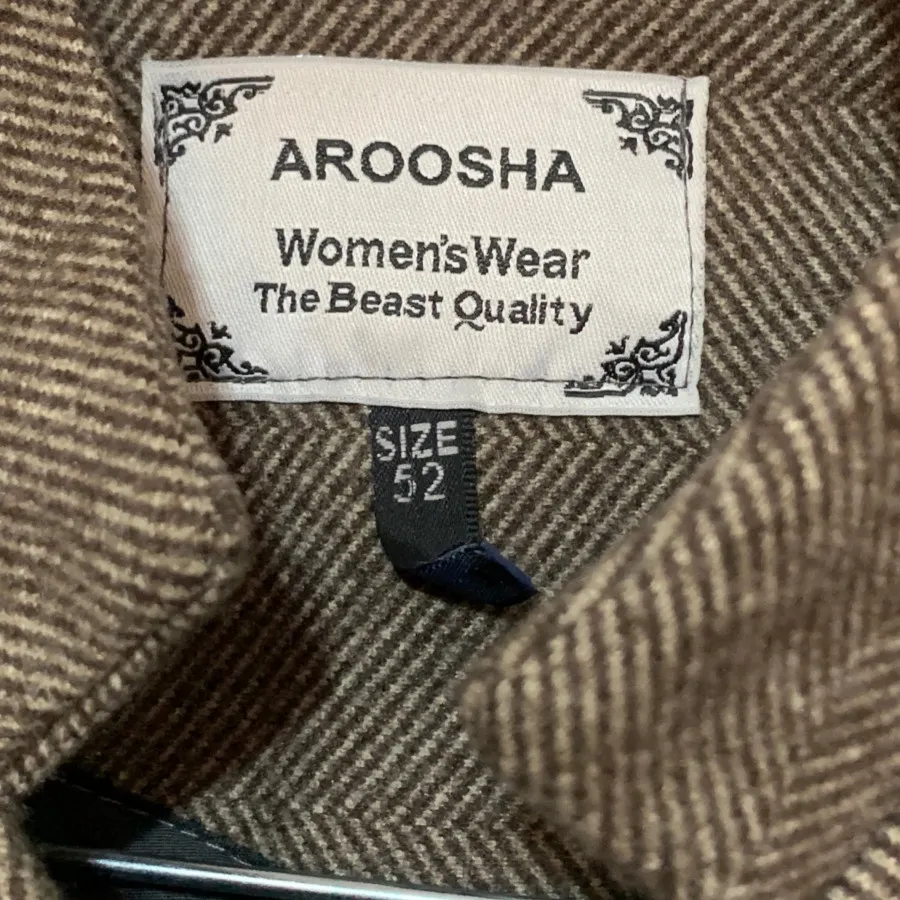 AROOSHA
Women's Wear
The Beast Quality
SIZE
52